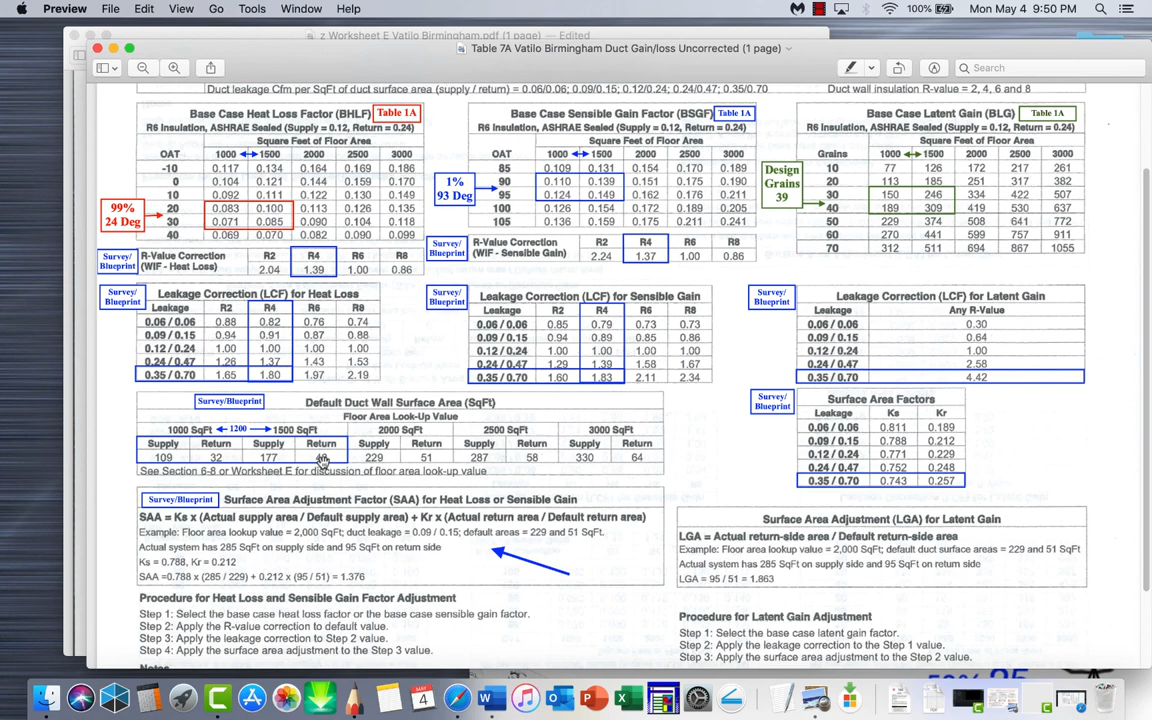 Preview File Edit View Go Tools Window Help 100% Mon May 4 9:50 PM
z Worksheet E Vatilo Birmingham.pdf (1 page) — Edited
Table 7A Vatilo Birmingham Duct Gain/loss Uncorrected (1 page)
Search
Duct leakage Cfm per SqFt of duct surface area (supply / return) = 0.06/0.06; 0.09/0.15; 0.12/0.24; 0.24/0.47; 0.35/0.70
Duct wall insulation R-value = 2, 4, 6 and 8
Base Case Heat Loss Factor (BHLF) Table 1A
R6 Insulation, ASHRAE Sealed (Supply = 0.12, Return = 0.24)
Square Feet of Floor Area
OAT 1000 1500 2000 2500 3000
-10 0.117 0.134 0.164 0.169 0.186
0 0.104 0.121 0.144 0.159 0.170
10 0.092 0.111 0.122 0.130 0.149
20 0.083 0.100 0.113 0.126 0.135
30 0.071 0.085 0.090 0.104 0.118
40 0.069 0.070 0.082 0.090 0.099
99%
24 Deg
Base Case Sensible Gain Factor (BSGF) Table 1A
R6 Insulation, ASHRAE Sealed (Supply = 0.12, Return = 0.24)
Square Feet of Floor Area
OAT 1000 1500 2000 2500 3000
85 0.109 0.131 0.154 0.170 0.189
90 0.110 0.139 0.151 0.175 0.190
95 0.124 0.149 0.162 0.176 0.211
100 0.126 0.154 0.172 0.189 0.205
105 0.136 0.159 0.175 0.211 0.241
1%
93 Deg
Base Case Latent Gain (BLG) Table 1A
R6 Insulation, ASHRAE Sealed (Supply = 0.12, Return = 0.24)
Square Feet of Floor Area
Grains 1000 1500 2000 2500 3000
10 77 126 172 217 261
20 113 185 251 317 382
30 150 246 334 422 507
40 189 309 419 530 637
50 229 374 508 641 772
60 270 441 599 757 911
70 312 511 694 867 1055
Design
Grains
39
Survey/
Blueprint
R-Value Correction
(WIF - Heat Loss)
R2 R4 R6 R8
2.04 1.39 1.00 0.86
Survey/
Blueprint
R-Value Correction
(WIF - Sensible Gain)
R2 R4 R6 R8
2.24 1.37 1.00 0.86
Survey/
Blueprint
Leakage Correction (LCF) for Heat Loss
Leakage R2 R4 R6 R8
0.06 / 0.06 0.88 0.82 0.76 0.74
0.09 / 0.15 0.94 0.91 0.87 0.88
0.12 / 0.24 1.00 1.00 1.00 1.00
0.24 / 0.47 1.26 1.37 1.43 1.53
0.35 / 0.70 1.65 1.80 1.97 2.19
Survey/
Blueprint
Leakage Correction (LCF) for Sensible Gain
Leakage R2 R4 R6 R8
0.06 / 0.06 0.85 0.79 0.73 0.73
0.09 / 0.15 0.94 0.89 0.85 0.86
0.12 / 0.24 1.00 1.00 1.00 1.00
0.24 / 0.47 1.29 1.39 1.58 1.67
0.35 / 0.70 1.60 1.83 2.11 2.34
Survey/
Blueprint
Leakage Correction (LCF) for Latent Gain
Leakage Any R-Value
0.06 / 0.06 0.30
0.09 / 0.15 0.64
0.12 / 0.24 1.00
0.24 / 0.47 2.58
0.35 / 0.70 4.42
Survey/Blueprint
Default Duct Wall Surface Area (SqFt)
Floor Area Look-Up Value
1000 SqFt 1200 1500 SqFt 2000 SqFt 2500 SqFt 3000 SqFt
Supply Return Supply Return Supply Return Supply Return Supply Return
109 32 177 229 51 287 58 330 64
See Section 6-8 or Worksheet E for discussion of floor area look-up value
Survey/
Blueprint
Surface Area Factors
Leakage Ks Kr
0.06 / 0.06 0.811 0.189
0.09 / 0.15 0.788 0.212
0.12 / 0.24 0.771 0.229
0.24 / 0.47 0.752 0.248
0.35 / 0.70 0.743 0.257
Survey/Blueprint
Surface Area Adjustment Factor (SAA) for Heat Loss or Sensible Gain
SAA = Ks x (Actual supply area / Default supply area) + Kr x (Actual return area / Default return area)
Example: Floor area lookup value = 2,000 SqFt; duct leakage = 0.09 / 0.15; default areas = 229 and 51 SqFt.
Actual system has 285 SqFt on supply side and 95 SqFt on return side
Ks = 0.788, Kr = 0.212
SAA =0.788 x (285 / 229) + 0.212 x (95 / 51) = 1.376
Surface Area Adjustment (LGA) for Latent Gain
LGA = Actual return-side area / Default return-side area
Example: Floor area lookup value = 2,000 SqFt; default duct surface areas = 229 and 51 SqFt
Actual system has 285 SqFt on supply side and 95 SqFt on return side
LGA = 95 / 51 = 1.863
Procedure for Heat Loss and Sensible Gain Factor Adjustment
Step 1: Select the base case heat loss factor or the base case sensible gain factor.
Step 2: Apply the R-value correction to default value.
Step 3: Apply the leakage correction to Step 2 value.
Step 4: Apply the surface area adjustment to the Step 3 value.
Notes
Procedure for Latent Gain Adjustment
Step 1: Select the base case latent gain factor.
Step 2: Apply the leakage correction to the Step 1 value.
Step 3: Apply the surface area adjustment to the Step 2 value.
MAY
4